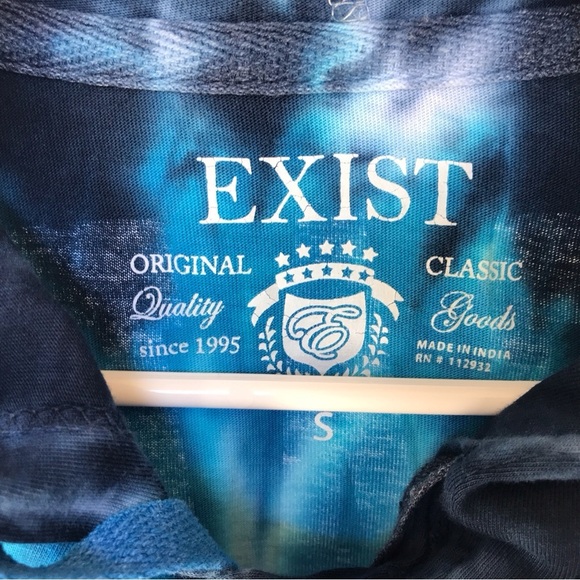 EXIST
ORIGINAL
Quality
since 1995
CLASSIC
Goods
MADE IN INDIA
RN # 112932
E
S